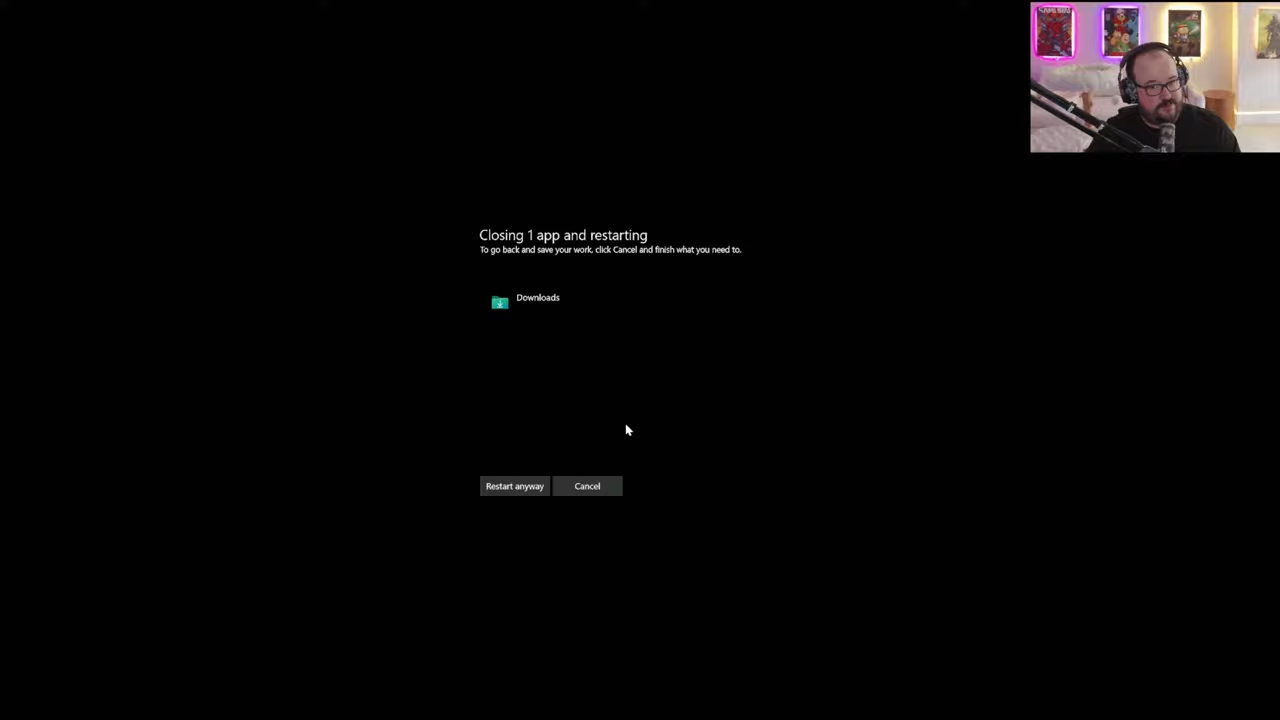 Closing 1 app and restarting
To go back and save your work, click Cancel and finish what you need to.
Downloads
Restart anyway
Cancel